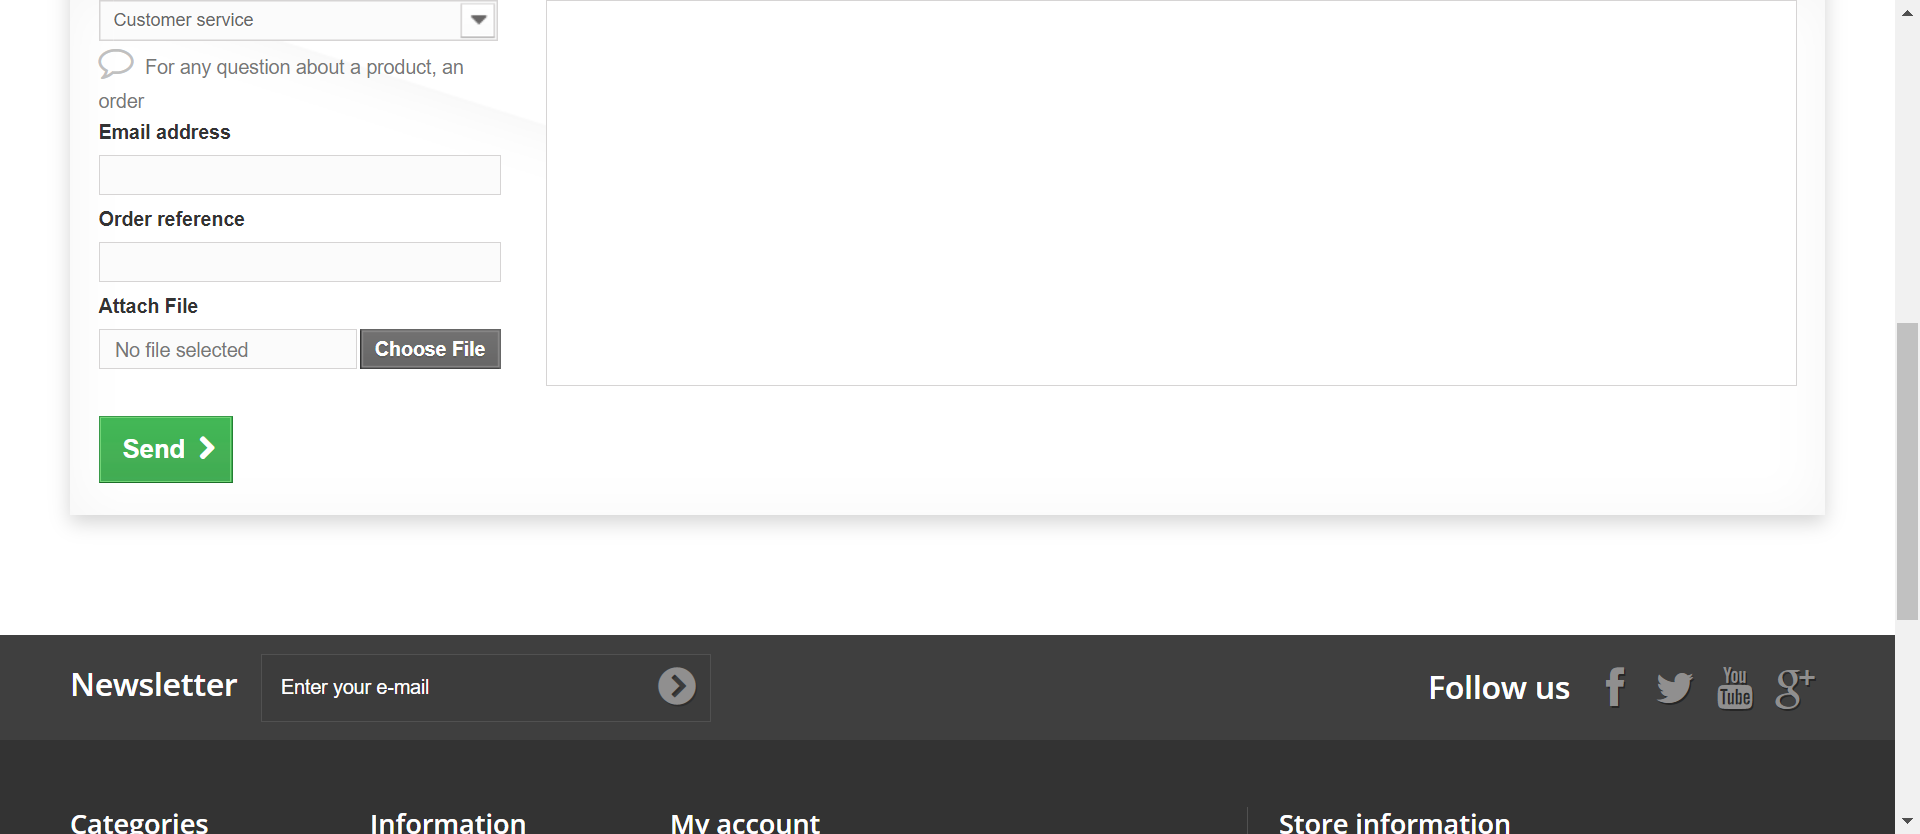 Customer service
For any question about a product, an
order
Email address
Order reference
Attach File
No file selected
Choose File
Send
Newsletter
Enter your e-mail
Follow us
You
Tube
g+
Categories
Information
My account
Store information